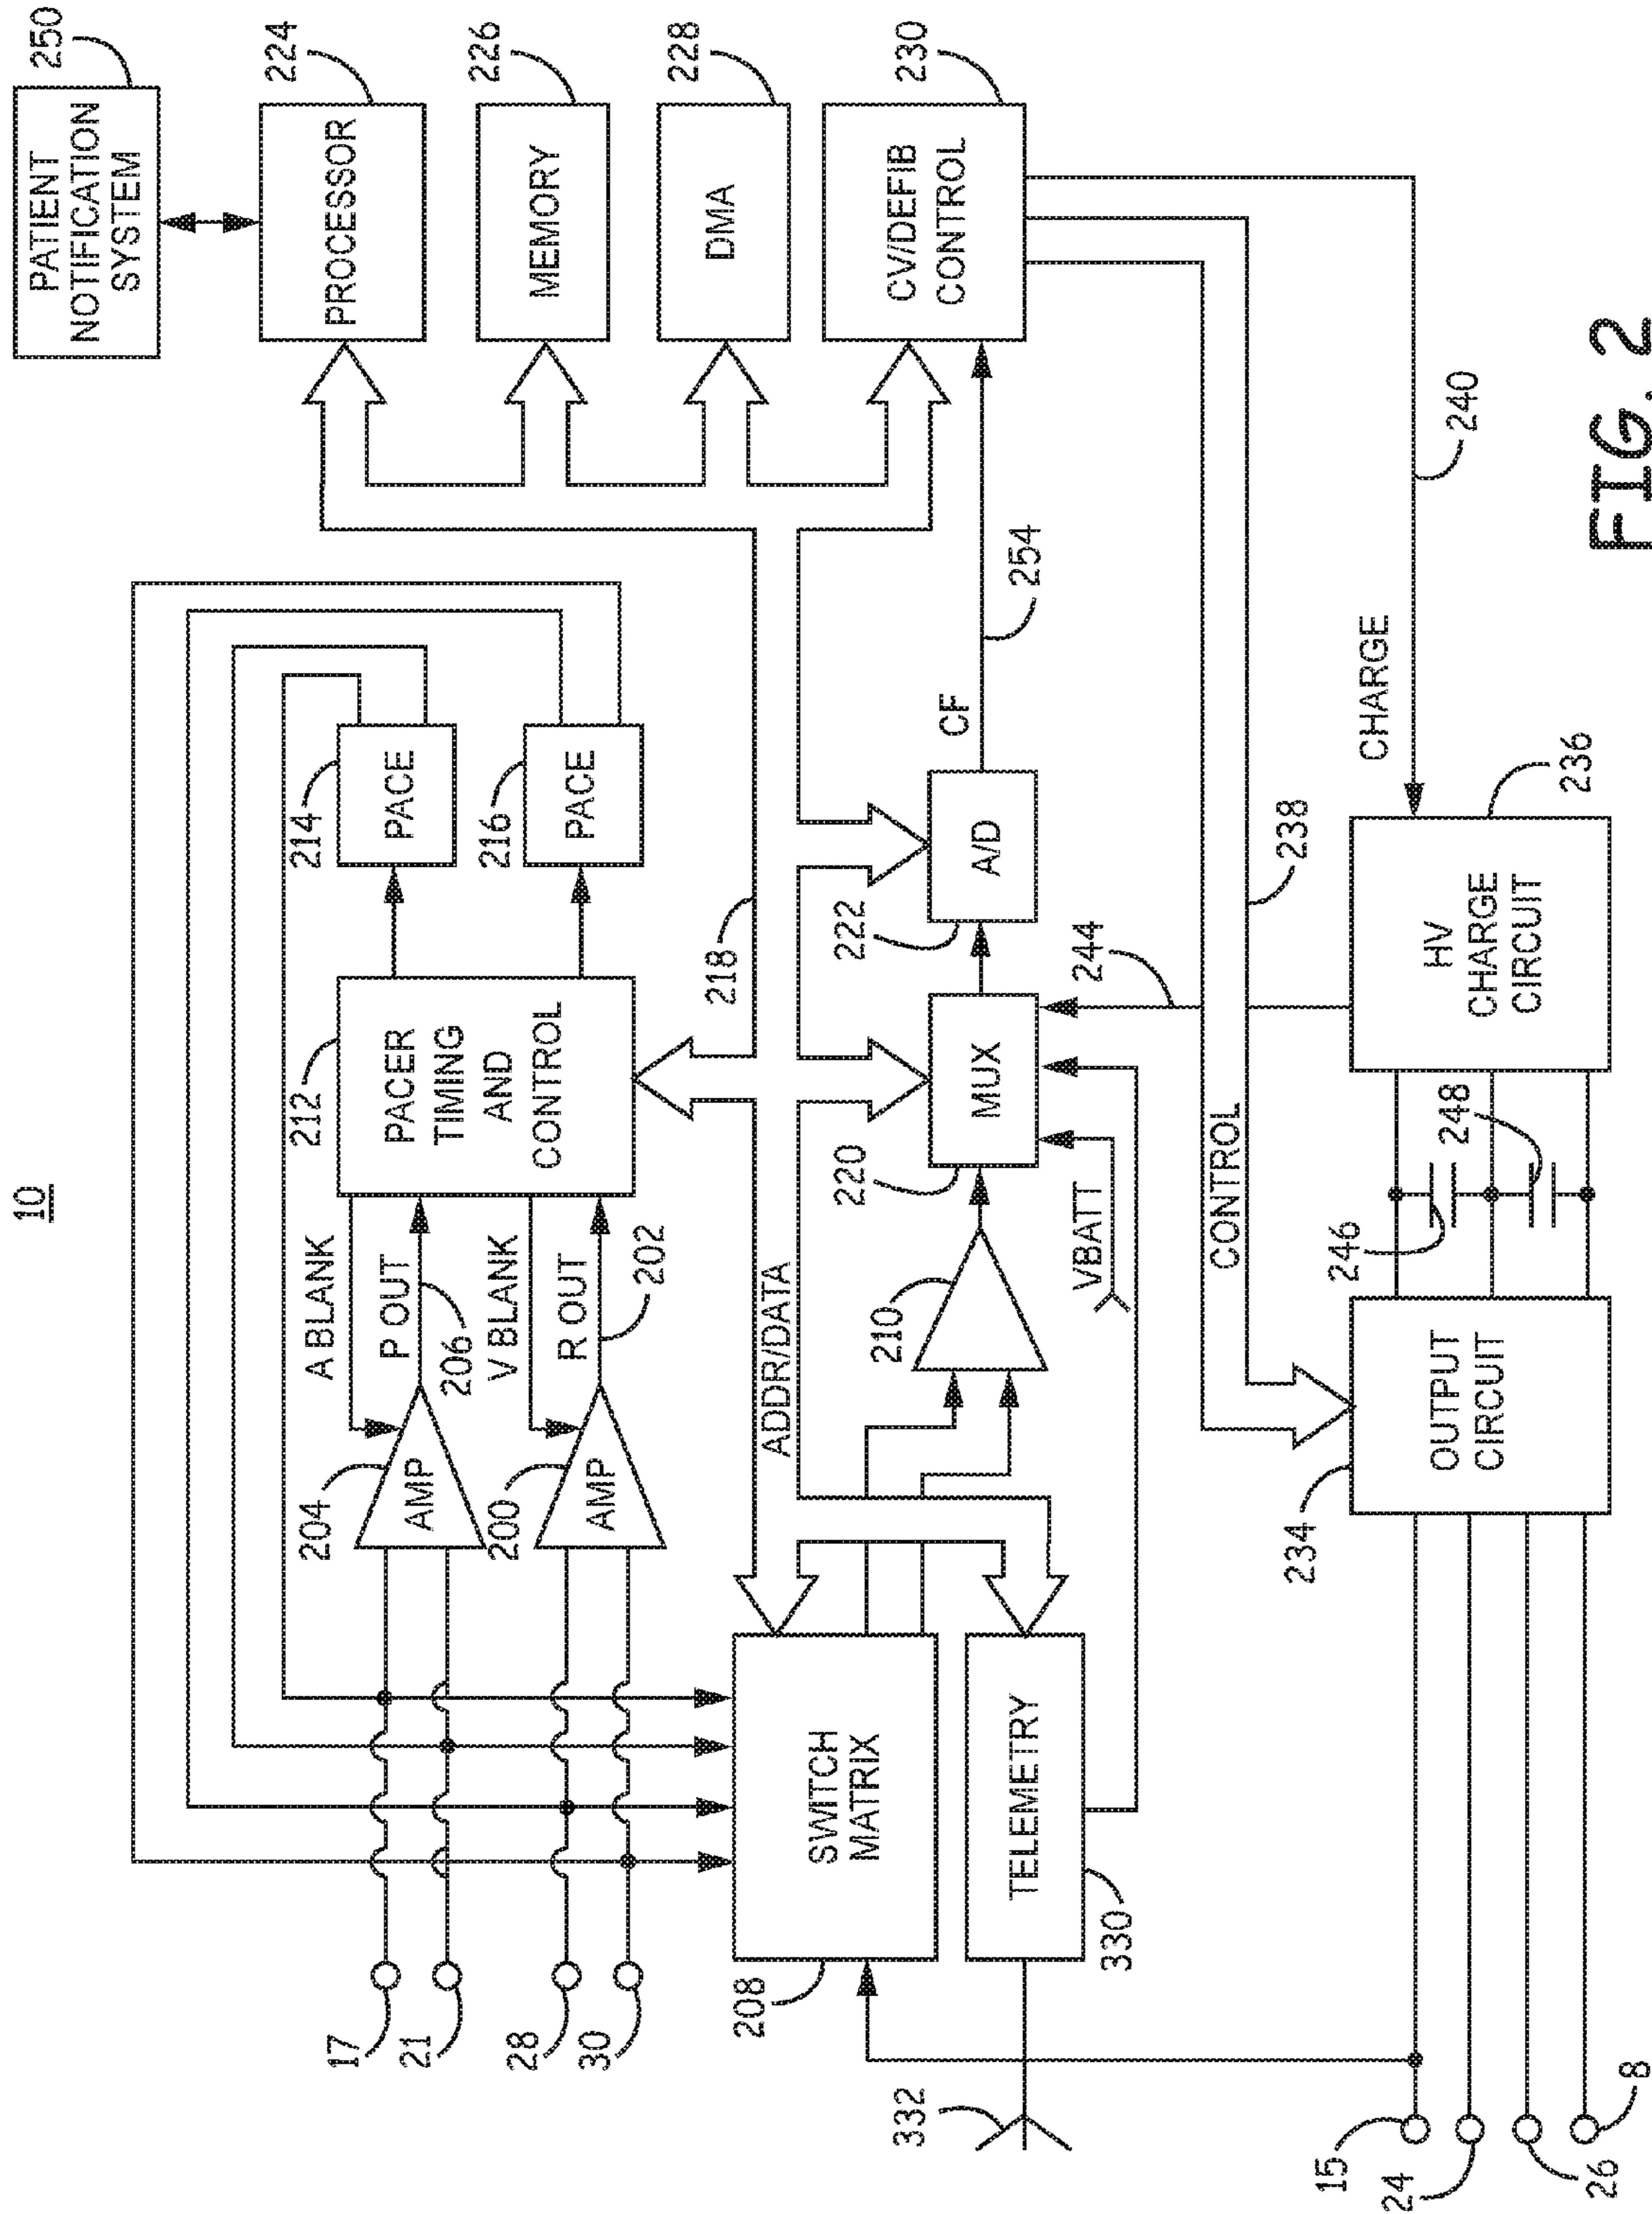 10
PATIENT
NOTIFICATION
SYSTEM
250
PROCESSOR
224
MEMORY
226
DMA
228
CV/DEFIB
CONTROL
230
214
PACE
216
PACE
212
PACER
TIMING
AND
CONTROL
A BLANK
P OUT
206
V BLANK
R OUT
202
204
AMP
200
AMP
17
21
28
30
218
ADDR/DATA
222
A/D
CF
254
220
MUX
244
210
VBATT
208
SWITCH
MATRIX
TELEMETRY
330
332
CONTROL
238
CHARGE
240
HV
CHARGE
CIRCUIT
236
246
248
OUTPUT
CIRCUIT
234
15
24
26
8
FIG. 2